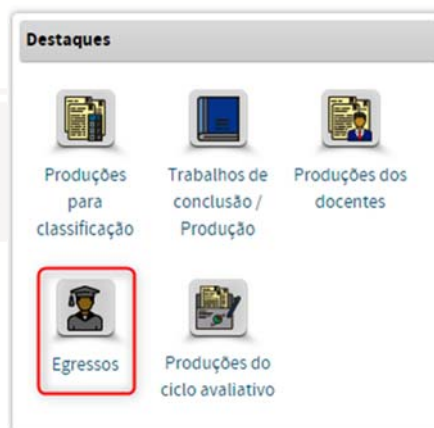 Destaques
Produções
para
classificação
Trabalhos de
conclusão /
Produção
Produções dos
docentes
Egressos
Produções do
ciclo avaliativo